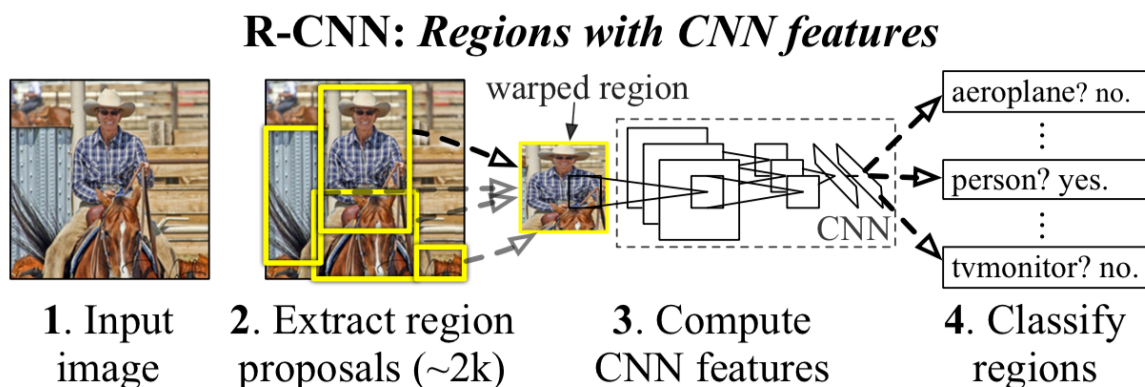 R-CNN: Regions with CNN features
warped region
aeroplane? no.
person? yes.
tvmonitor? no.
CNN
1. Input image
2. Extract region proposals (~2k)
3. Compute CNN features
4. Classify regions